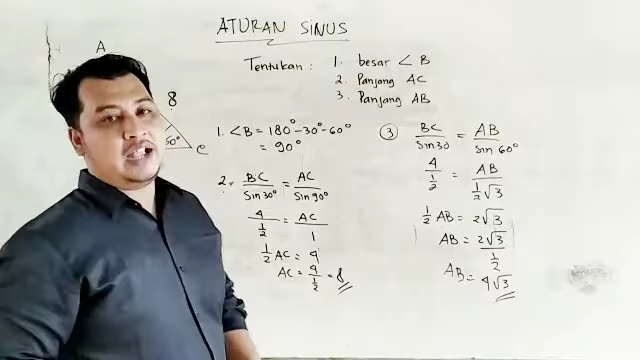 ATURAN SINUS
Tentukan : 1. besar ∠ B
2. Panjang AC
3. Panjang AB
A
8
60°
C
1. ∠B = 180° - 30° - 60°
= 90°
2. BC/sin 30° = AC/sin 90°
4/(1/2) = AC/1
1/2 AC = 4
AC = 4/(1/2) = 8
③ BC/sin 30 = AB/sin 60°
4/(1/2) = AB/(1/2 √3)
1/2 AB = 2√3
AB = 2√3/(1/2)
AB = 4√3